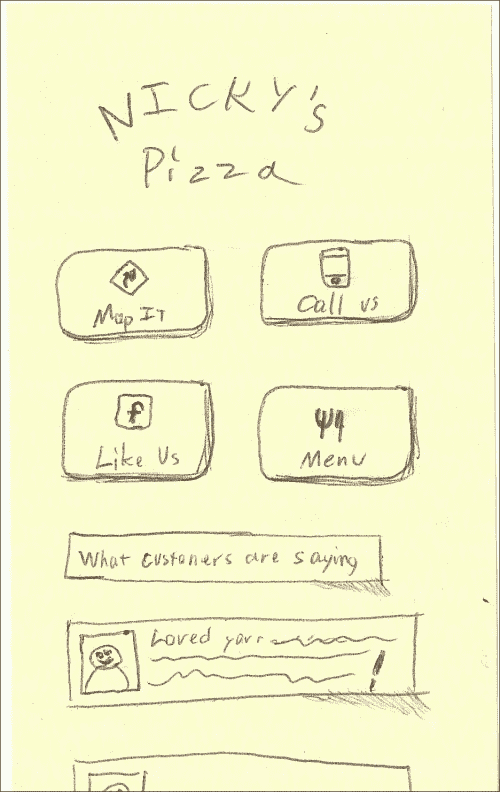 NICKY's
Pizza
Map IT
Call us
f
Like Us
Menu
What customers are saying
Loved your
!